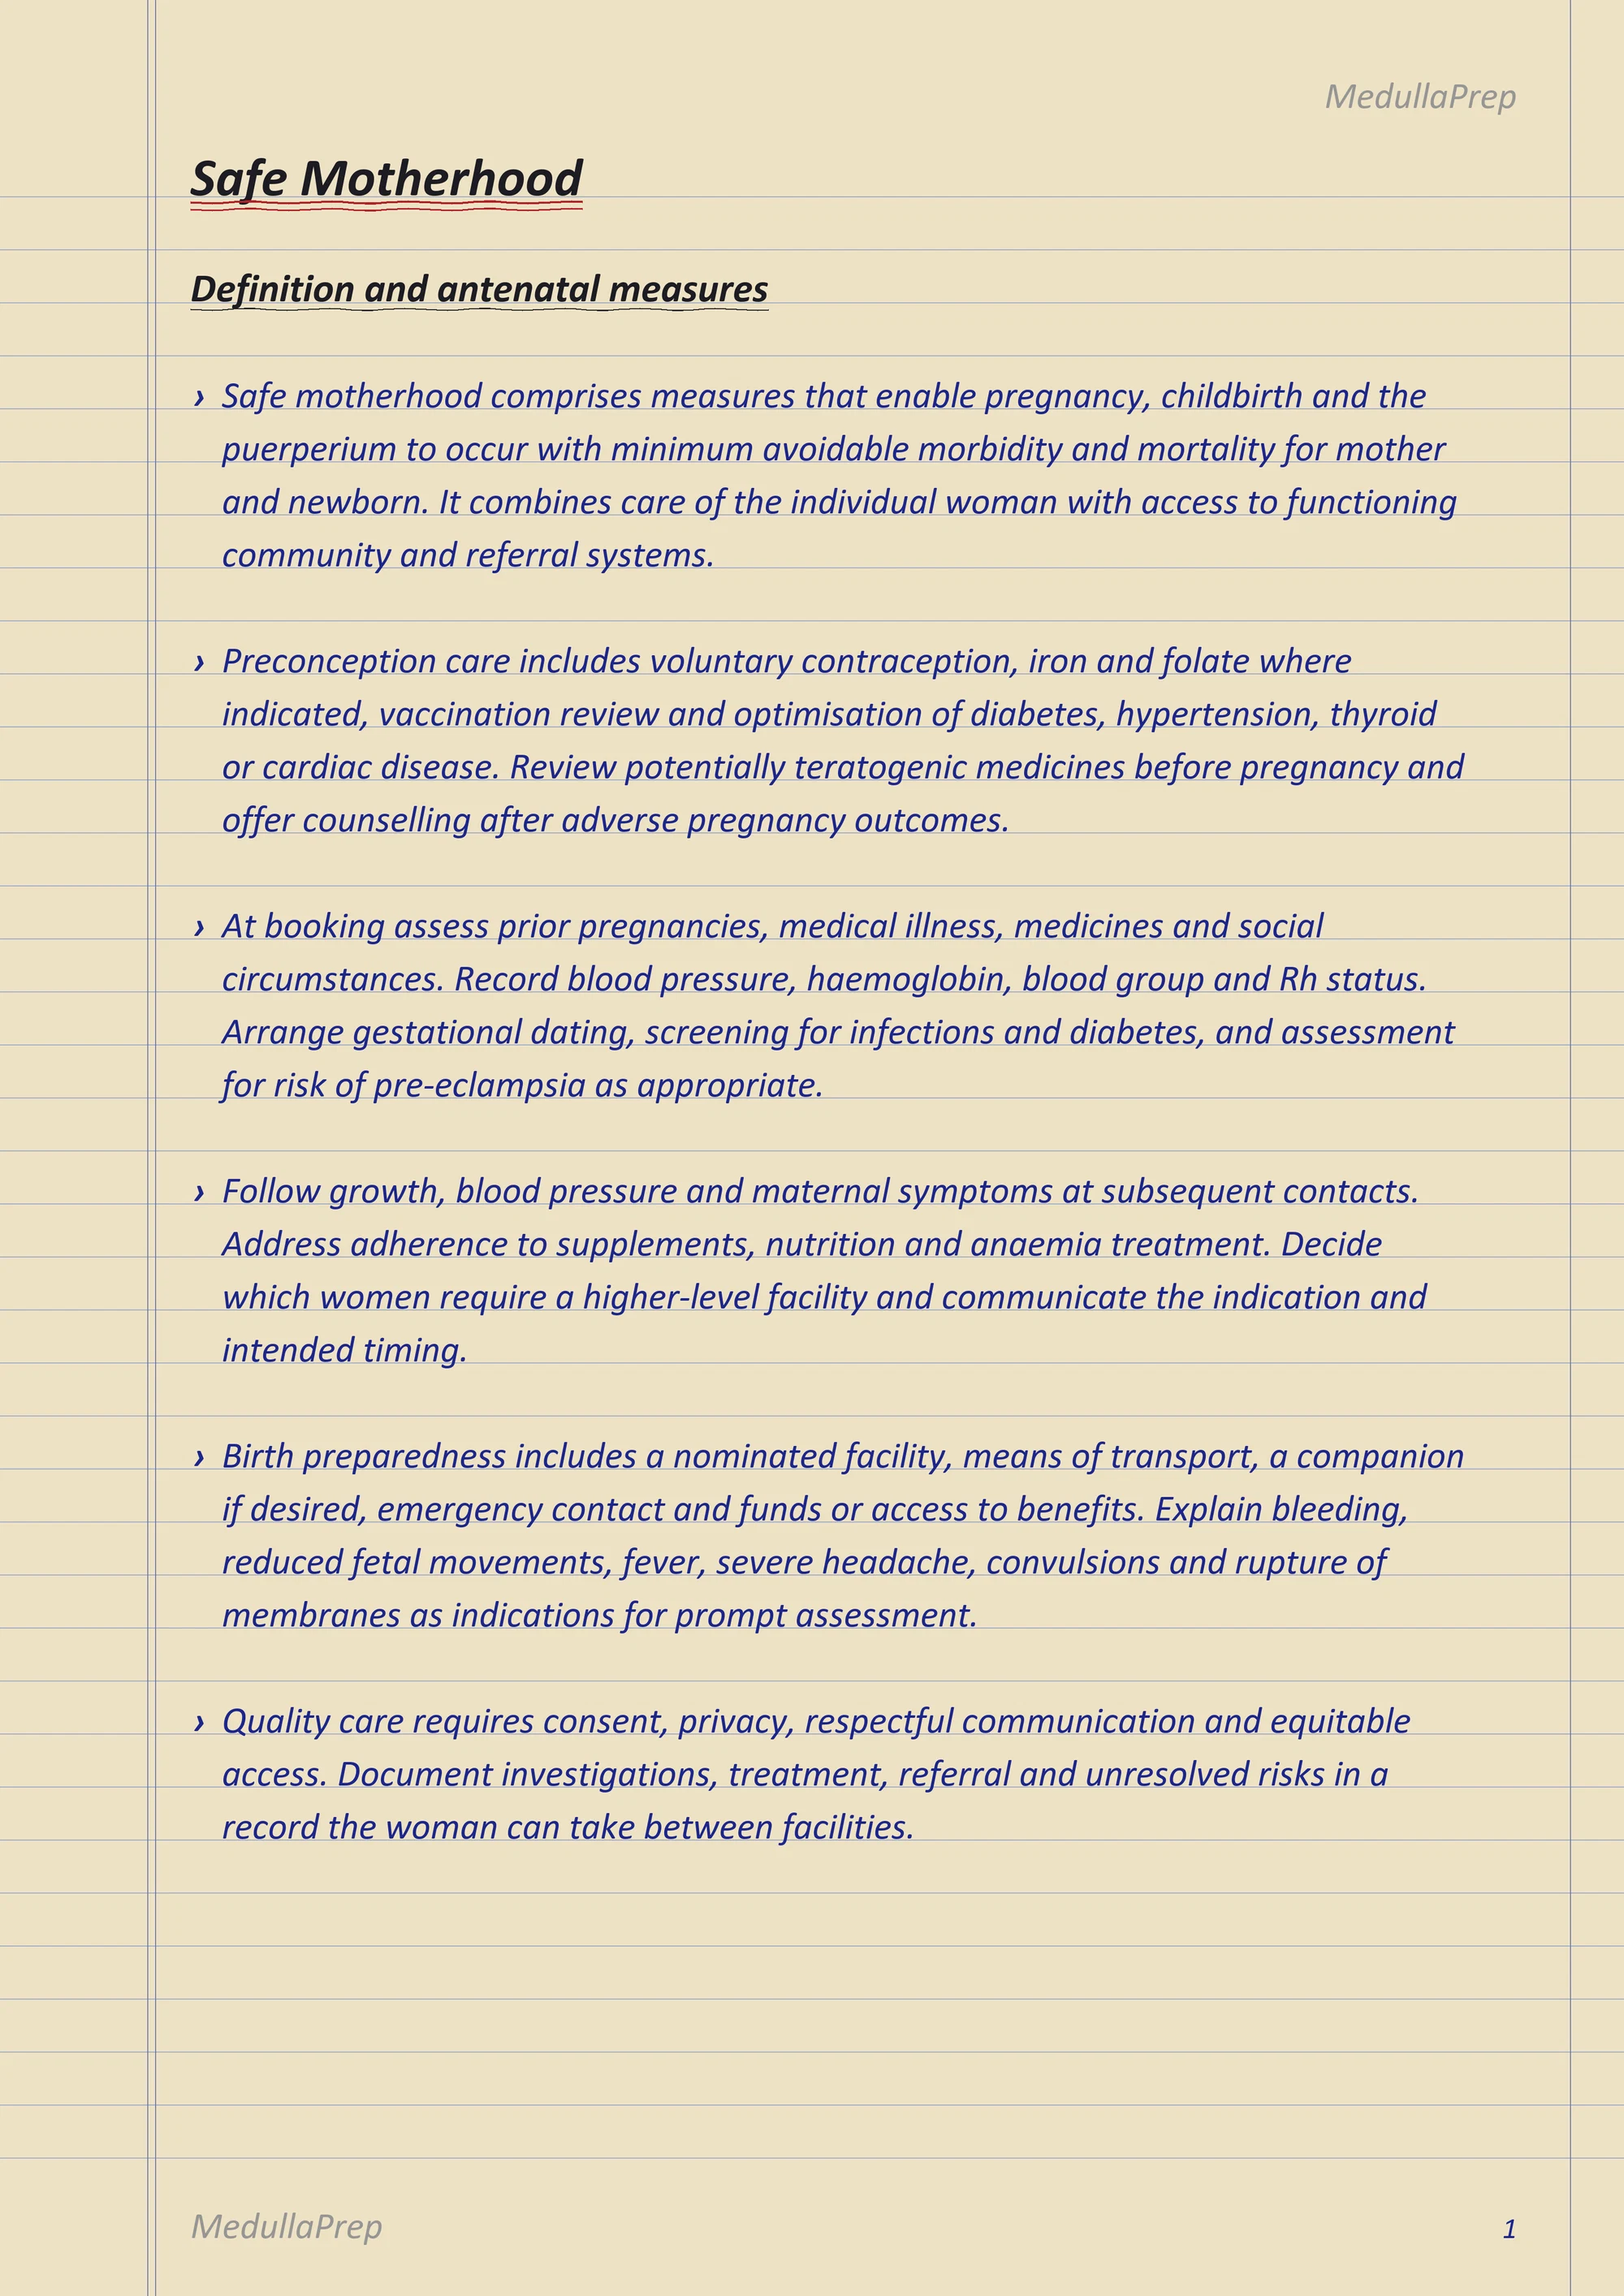 MedullaPrep
Safe Motherhood
Definition and antenatal measures
› Safe motherhood comprises measures that enable pregnancy, childbirth and the
puerperium to occur with minimum avoidable morbidity and mortality for mother
and newborn. It combines care of the individual woman with access to functioning
community and referral systems.
› Preconception care includes voluntary contraception, iron and folate where
indicated, vaccination review and optimisation of diabetes, hypertension, thyroid
or cardiac disease. Review potentially teratogenic medicines before pregnancy and
offer counselling after adverse pregnancy outcomes.
› At booking assess prior pregnancies, medical illness, medicines and social
circumstances. Record blood pressure, haemoglobin, blood group and Rh status.
Arrange gestational dating, screening for infections and diabetes, and assessment
for risk of pre-eclampsia as appropriate.
› Follow growth, blood pressure and maternal symptoms at subsequent contacts.
Address adherence to supplements, nutrition and anaemia treatment. Decide
which women require a higher-level facility and communicate the indication and
intended timing.
› Birth preparedness includes a nominated facility, means of transport, a companion
if desired, emergency contact and funds or access to benefits. Explain bleeding,
reduced fetal movements, fever, severe headache, convulsions and rupture of
membranes as indications for prompt assessment.
› Quality care requires consent, privacy, respectful communication and equitable
access. Document investigations, treatment, referral and unresolved risks in a
record the woman can take between facilities.
MedullaPrep
1